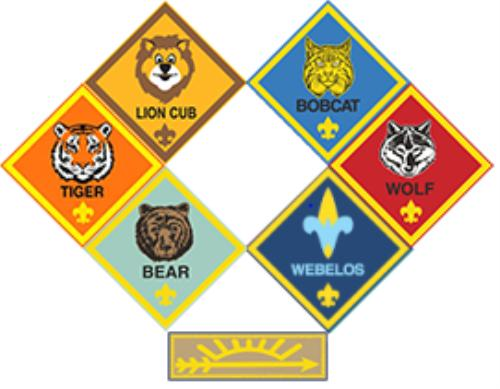 LION CUB
BOBCAT
TIGER
WOLF
BEAR
WEBELOS